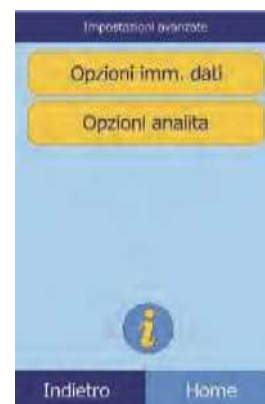 Impostazioni avanzate
Opzioni imm. dati
Opzioni analita
i
Indietro Home